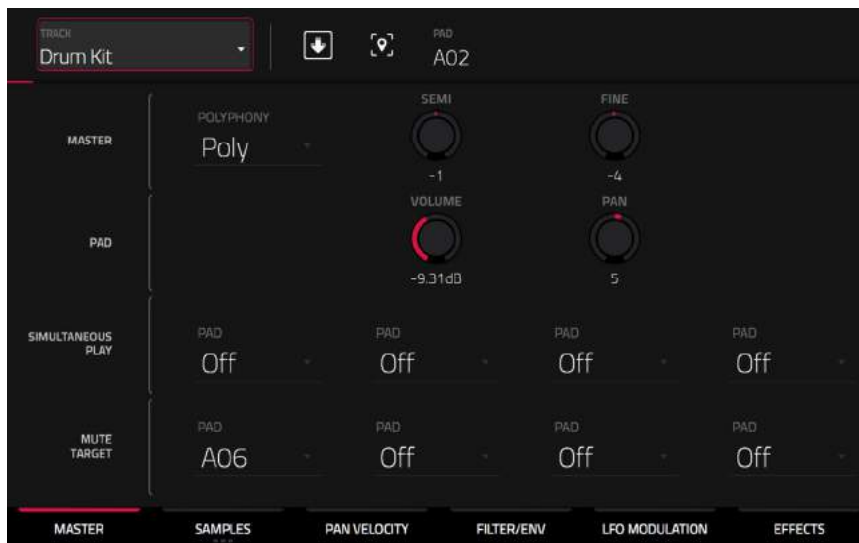 TRACK
Drum Kit
PAD
A02
MASTER
POLYPHONY
Poly
SEMI
-1
FINE
-4
PAD
VOLUME
-9.31dB
PAN
5
SIMULTANEOUS
PLAY
PAD PAD PAD PAD
Off Off Off Off
MUTE
TARGET
PAD PAD PAD PAD
A06 Off Off Off
MASTER SAMPLES PAN VELOCITY FILTER/ENV LFO MODULATION EFFECTS